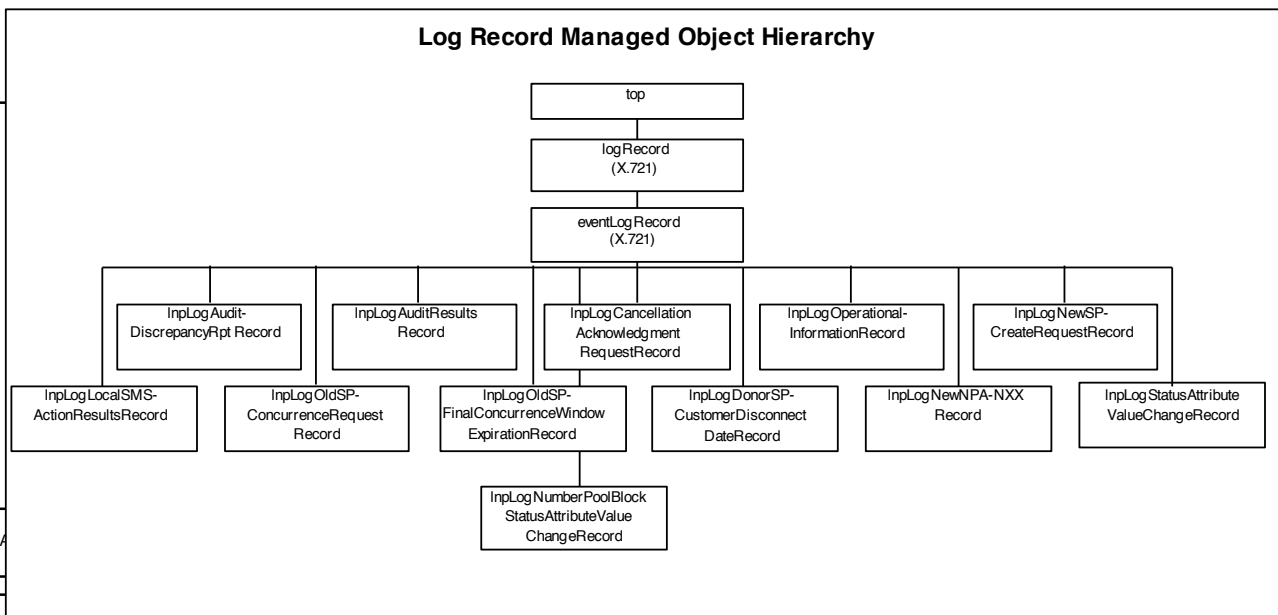 Log Record Managed Object Hierarchy
top
logRecord
(X.721)
eventLogRecord
(X.721)
lnpLogAudit-
DiscrepancyRpt Record
lnpLogAuditResults
Record
lnpLogCancellation
Acknowledgment
RequestRecord
lnpLogOperational-
InformationRecord
lnpLogNewSP-
CreateRequestRecord
lnpLogLocalSMS-
ActionResultsRecord
lnpLogOldSP-
ConcurrenceRequest
Record
lnpLogOldSP-
FinalConcurrenceWindow
ExpirationRecord
lnpLogDonorSP-
CustomerDisconnect
DateRecord
lnpLogNewNPA-NXX
Record
lnpLogStatusAttribute
ValueChangeRecord
lnpLogNumberPoolBlock
StatusAttributeValue
ChangeRecord